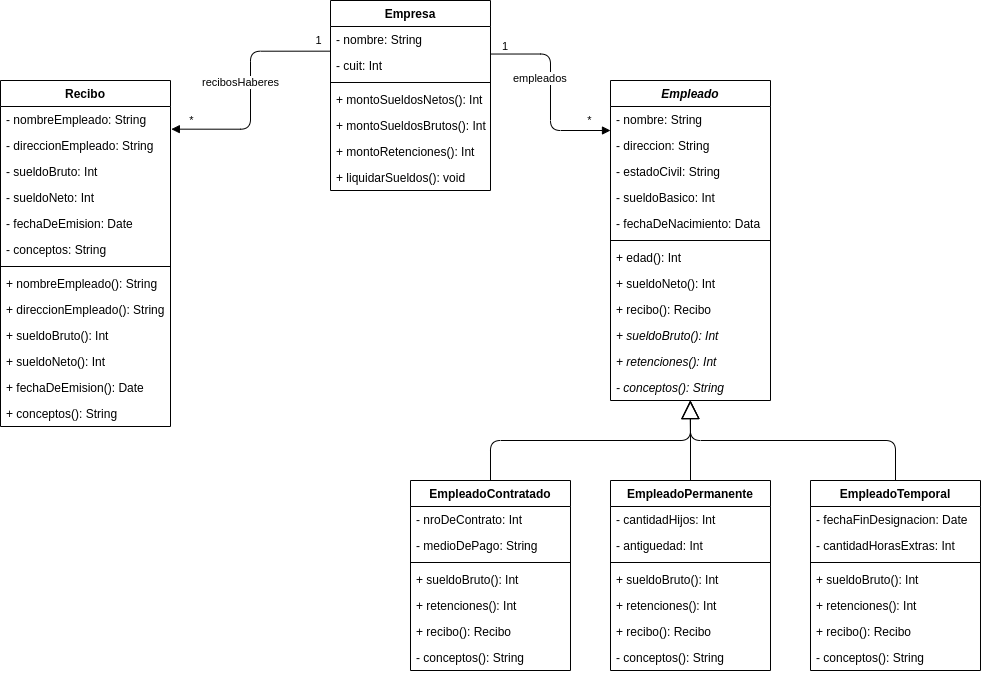 Empresa
- nombre: String
- cuit: Int
+ montoSueldosNetos(): Int
+ montoSueldosBrutos(): Int
+ montoRetenciones(): Int
+ liquidarSueldos(): void
1
recibosHaberes
*
1
empleados
*
Recibo
- nombreEmpleado: String
- direccionEmpleado: String
- sueldoBruto: Int
- sueldoNeto: Int
- fechaDeEmision: Date
- conceptos: String
+ nombreEmpleado(): String
+ direccionEmpleado(): String
+ sueldoBruto(): Int
+ sueldoNeto(): Int
+ fechaDeEmision(): Date
+ conceptos(): String
Empleado
- nombre: String
- direccion: String
- estadoCivil: String
- sueldoBasico: Int
- fechaDeNacimiento: Data
+ edad(): Int
+ sueldoNeto(): Int
+ recibo(): Recibo
+ sueldoBruto(): Int
+ retenciones(): Int
- conceptos(): String
EmpleadoContratado
- nroDeContrato: Int
- medioDePago: String
+ sueldoBruto(): Int
+ retenciones(): Int
+ recibo(): Recibo
- conceptos(): String
EmpleadoPermanente
- cantidadHijos: Int
- antiguedad: Int
+ sueldoBruto(): Int
+ retenciones(): Int
+ recibo(): Recibo
- conceptos(): String
EmpleadoTemporal
- fechaFinDesignacion: Date
- cantidadHorasExtras: Int
+ sueldoBruto(): Int
+ retenciones(): Int
+ recibo(): Recibo
- conceptos(): String